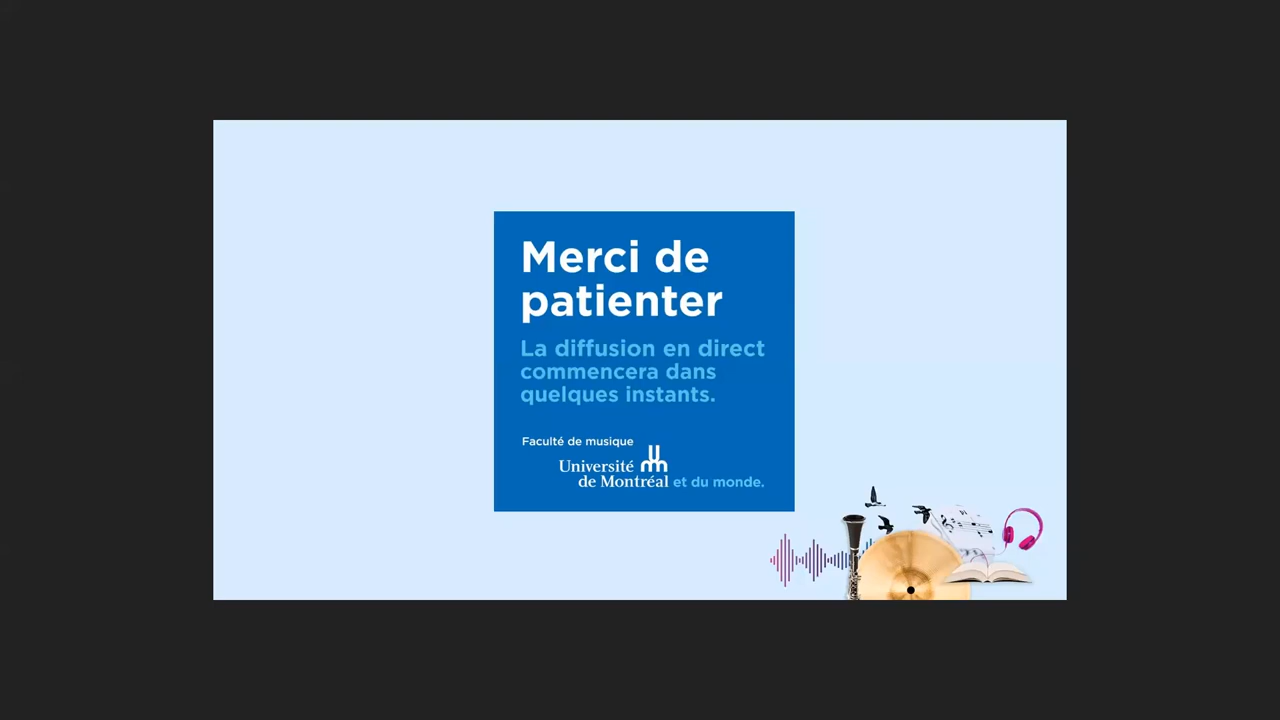 Merci de
patienter
La diffusion en direct
commencera dans
quelques instants.
Faculté de musique
Université
de Montréal et du monde.